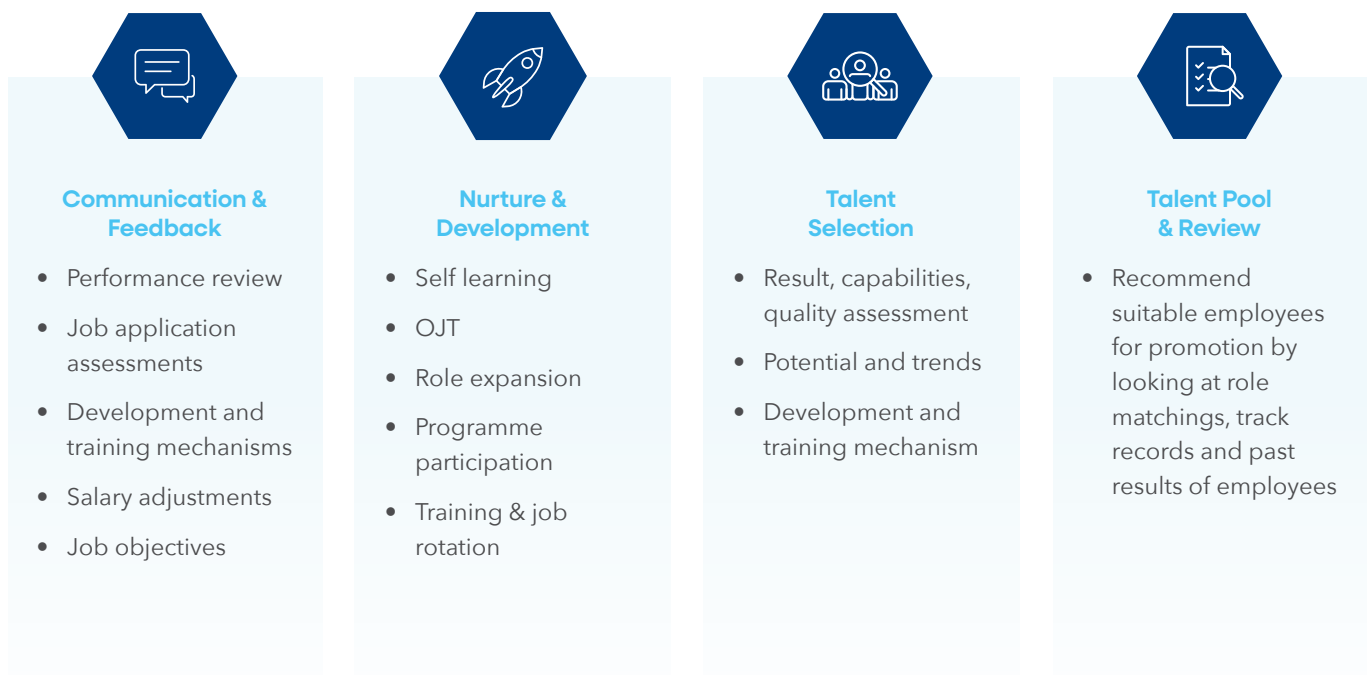 Communication &
Feedback
• Performance review
• Job application
assessments
• Development and
training mechanisms
• Salary adjustments
• Job objectives
Nurture &
Development
• Self learning
• OJT
• Role expansion
• Programme
participation
• Training & job
rotation
Talent
Selection
• Result, capabilities,
quality assessment
• Potential and trends
• Development and
training mechanism
Talent Pool
& Review
• Recommend
suitable employees
for promotion by
looking at role
matchings, track
records and past
results of employees